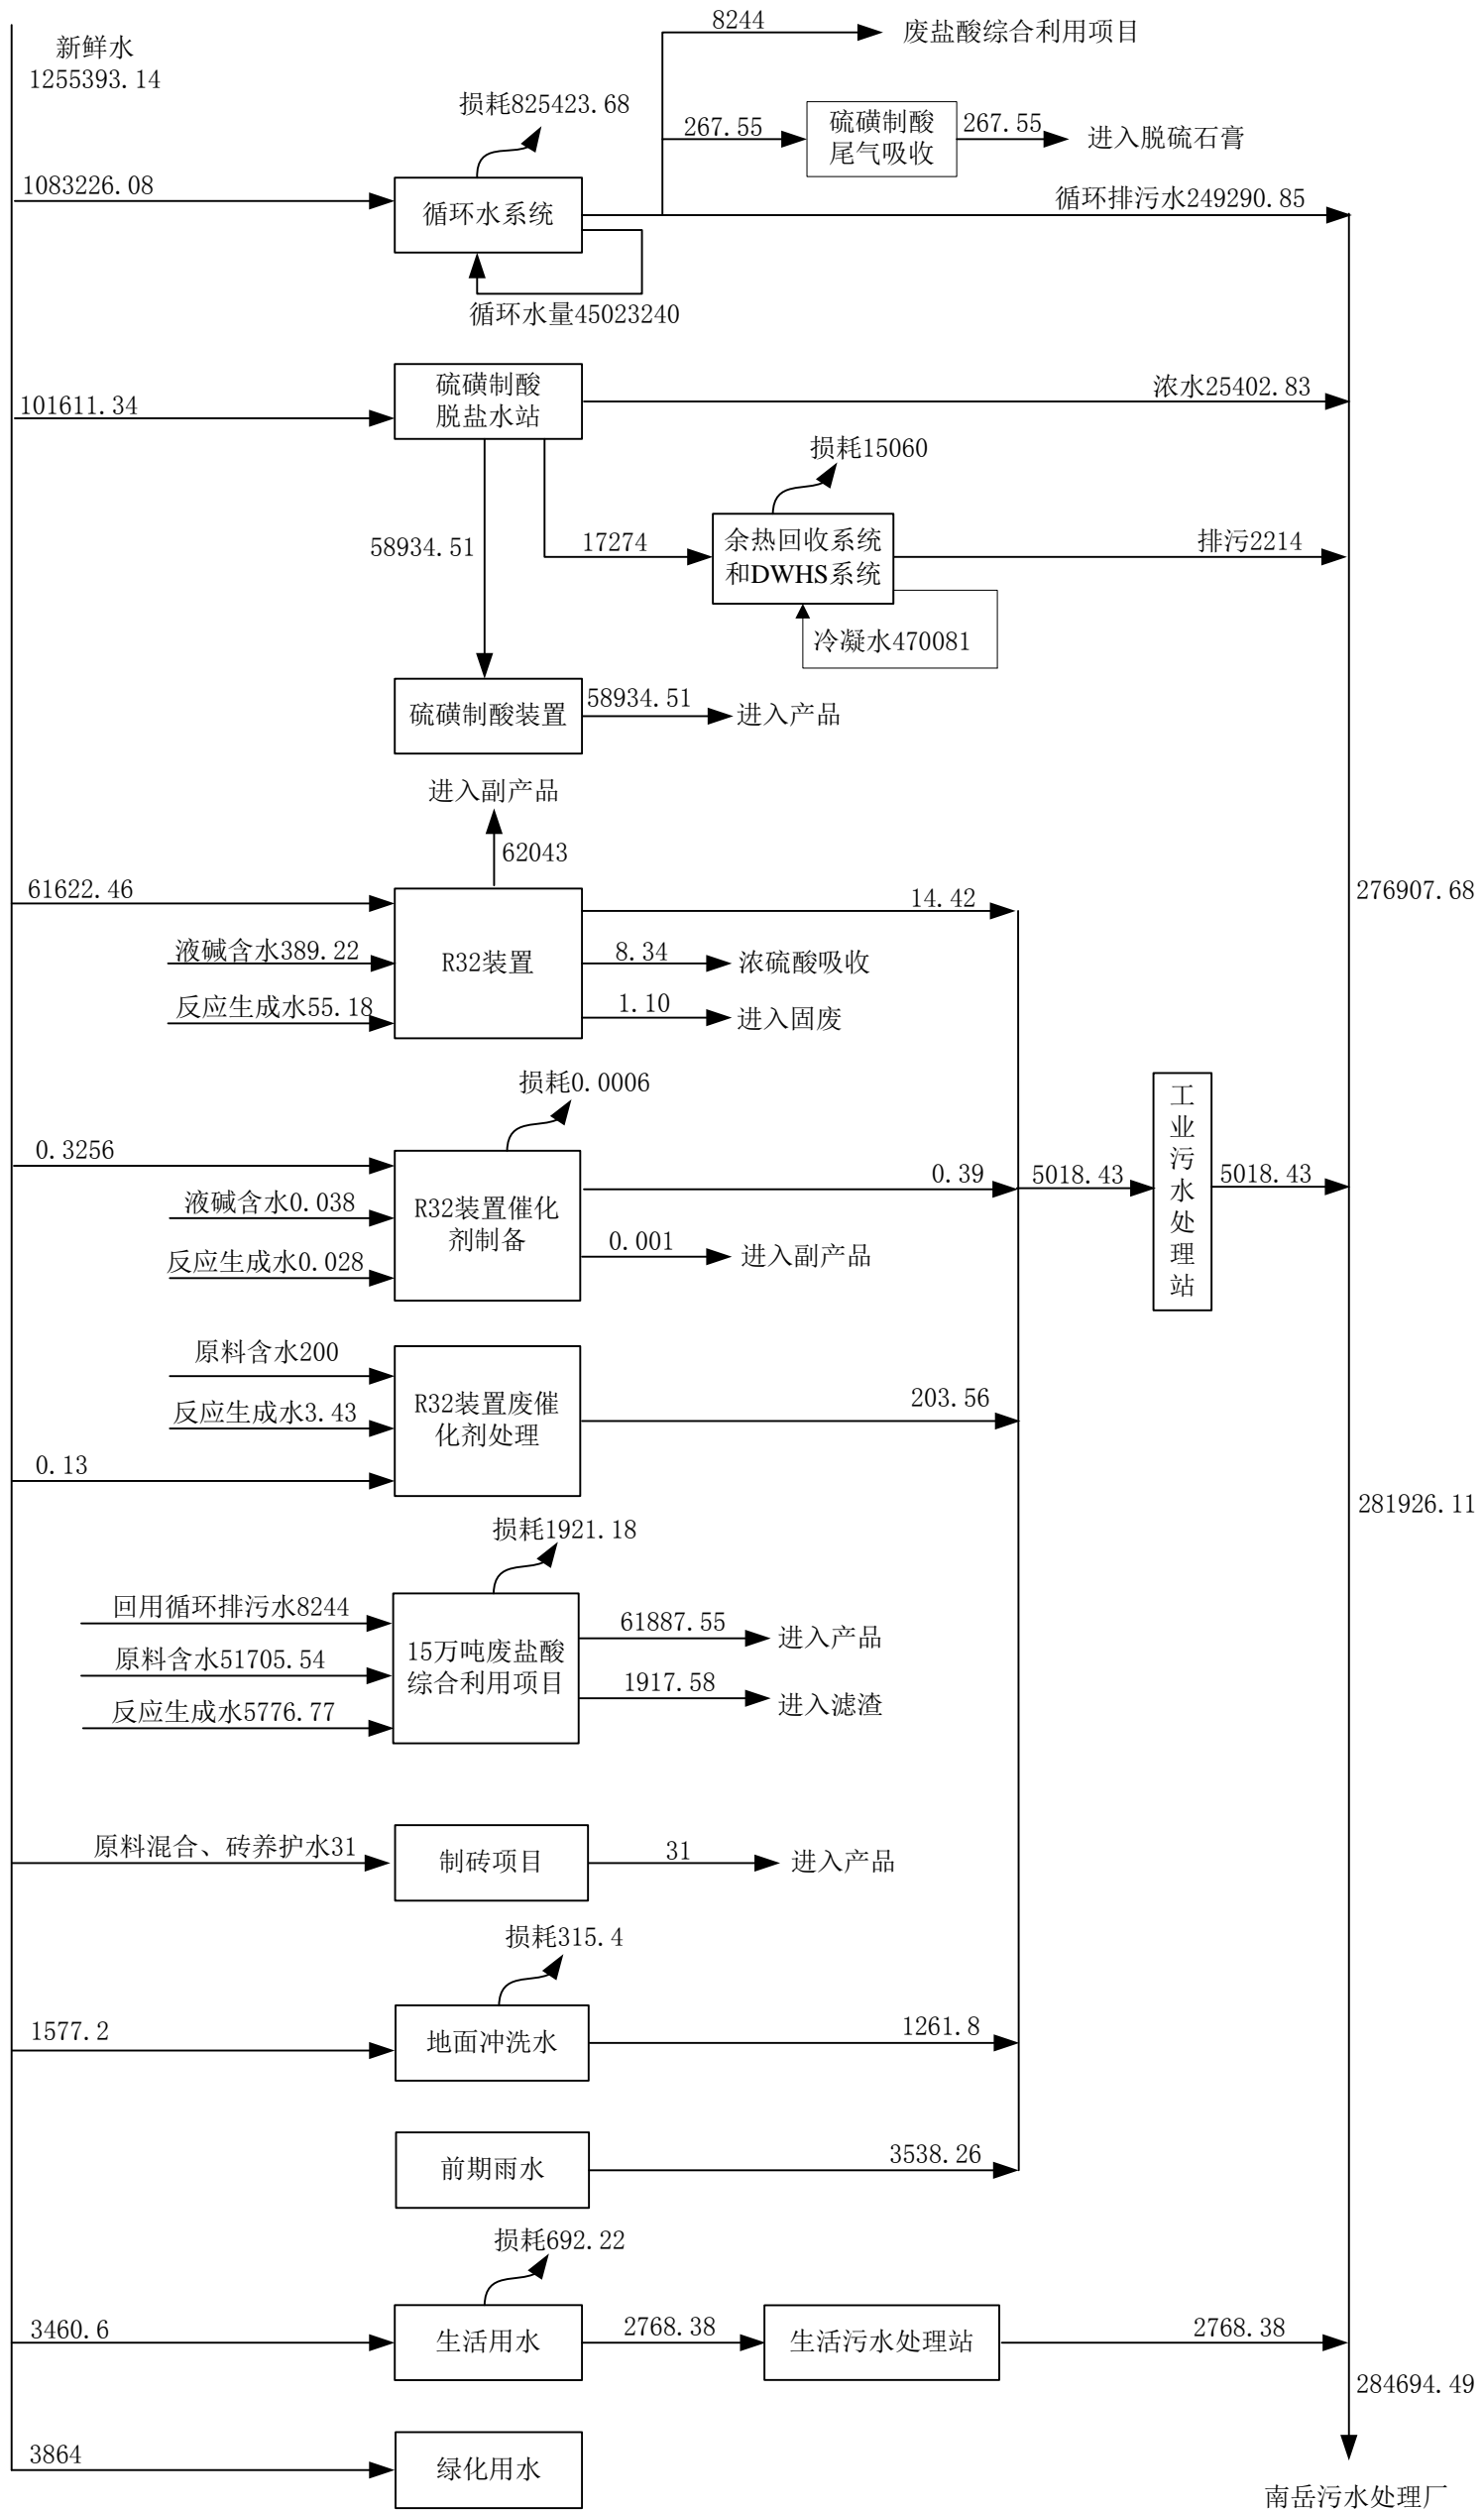 新鲜水
1255393.14
8244
废盐酸综合利用项目
损耗825423.68
267.55
硫磺制酸
尾气吸收
267.55
进入脱硫石膏
1083226.08
循环水系统
循环排污水249290.85
循环水量45023240
101611.34
硫磺制酸
脱盐水站
浓水25402.83
损耗15060
58934.51
17274
余热回收系统
和DWHS系统
排污2214
冷凝水470081
硫磺制酸装置
58934.51
进入产品
进入副产品
62043
61622.46
液碱含水389.22
反应生成水55.18
R32装置
14.42
8.34
浓硫酸吸收
1.10
进入固废
276907.68
损耗0.0006
0.3256
液碱含水0.038
反应生成水0.028
R32装置催化
剂制备
0.39
0.001
进入副产品
5018.43
工
业
污
水
处
理
站
5018.43
原料含水200
反应生成水3.43
0.13
R32装置废催
化剂处理
203.56
281926.11
损耗1921.18
回用循环排污水8244
原料含水51705.54
反应生成水5776.77
15万吨废盐酸
综合利用项目
61887.55
进入产品
1917.58
进入滤渣
原料混合、砖养护水31
制砖项目
31
进入产品
损耗315.4
1577.2
地面冲洗水
1261.8
前期雨水
3538.26
损耗692.22
3460.6
生活用水
2768.38
生活污水处理站
2768.38
284694.49
3864
绿化用水
南岳污水处理厂